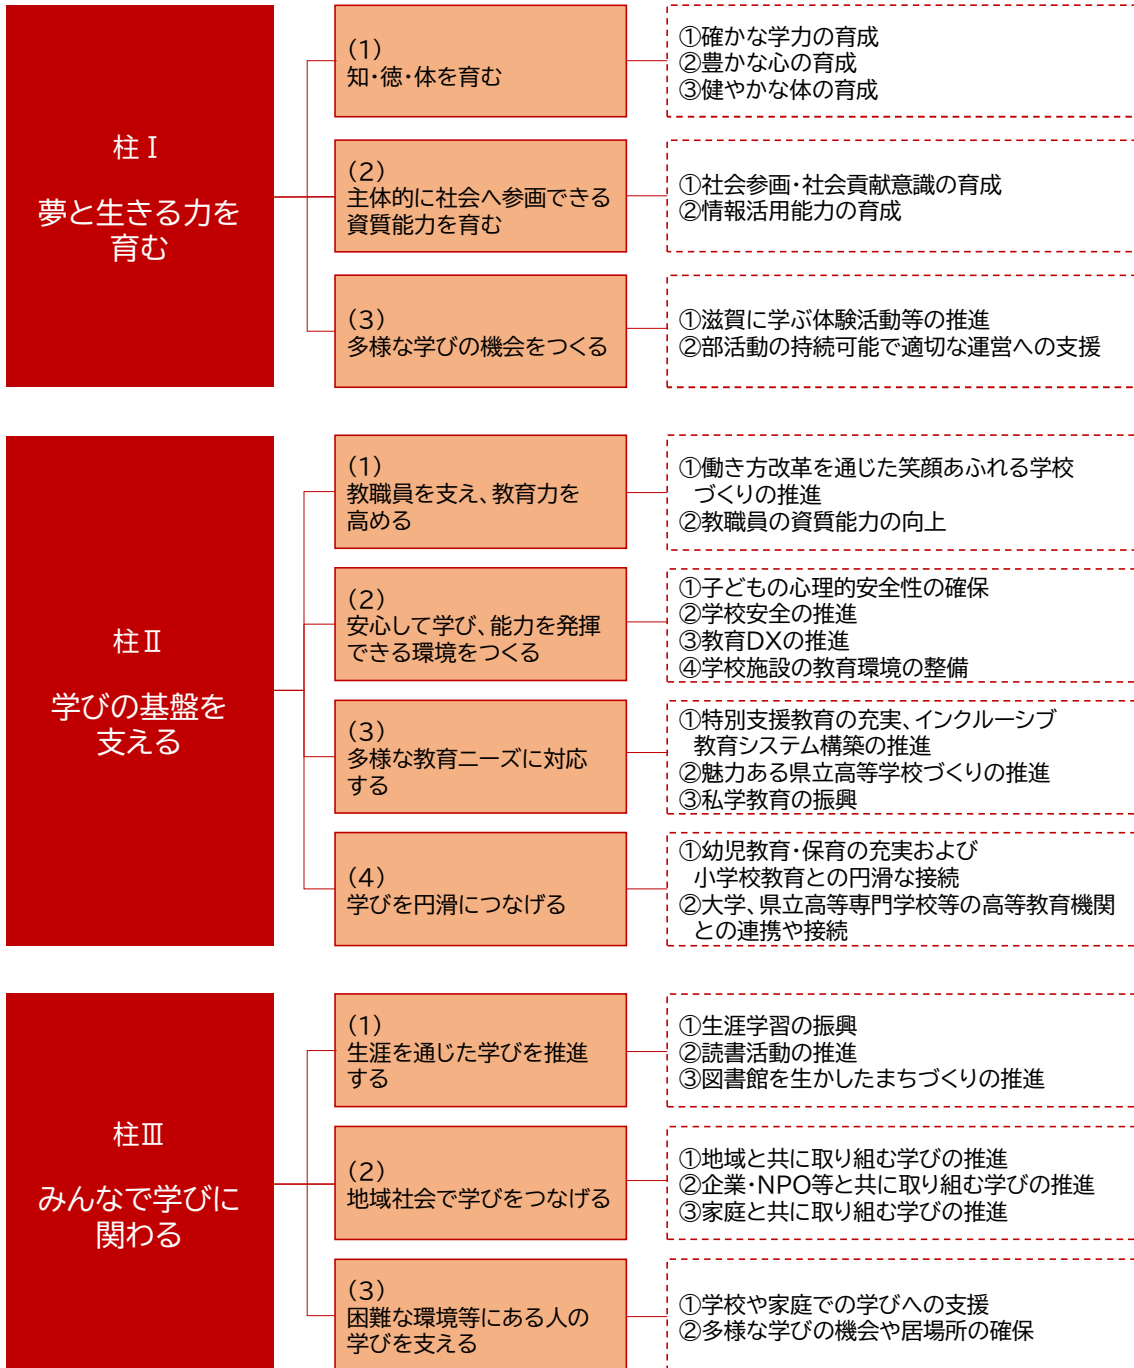 柱Ⅰ
夢と生きる力を
育む
(1)
知・徳・体を育む
①確かな学力の育成
②豊かな心の育成
③健やかな体の育成
(2)
主体的に社会へ参画できる
資質能力を育む
①社会参画・社会貢献意識の育成
②情報活用能力の育成
(3)
多様な学びの機会をつくる
①滋賀に学ぶ体験活動等の推進
②部活動の持続可能で適切な運営への支援
柱Ⅱ
学びの基盤を
支える
(1)
教職員を支え、教育力を
高める
①働き方改革を通じた笑顔あふれる学校
づくりの推進
②教職員の資質能力の向上
(2)
安心して学び、能力を発揮
できる環境をつくる
①子どもの心理的安全性の確保
②学校安全の推進
③教育DXの推進
④学校施設の教育環境の整備
(3)
多様な教育ニーズに対応
する
①特別支援教育の充実、インクルーシブ
教育システム構築の推進
②魅力ある県立高等学校づくりの推進
③私学教育の振興
(4)
学びを円滑につなげる
①幼児教育・保育の充実および
小学校教育との円滑な接続
②大学、県立高等専門学校等の高等教育機関
との連携や接続
柱Ⅲ
みんなで学びに
関わる
(1)
生涯を通じた学びを推進
する
①生涯学習の振興
②読書活動の推進
③図書館を生かしたまちづくりの推進
(2)
地域社会で学びをつなげる
①地域と共に取り組む学びの推進
②企業・NPO等と共に取り組む学びの推進
③家庭と共に取り組む学びの推進
(3)
困難な環境等にある人の
学びを支える
①学校や家庭での学びへの支援
②多様な学びの機会や居場所の確保